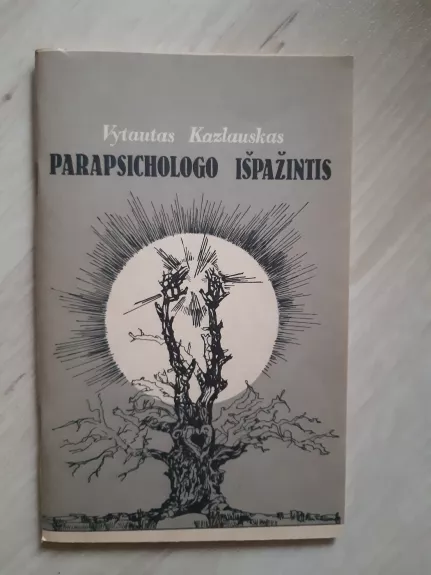 Vytautas Kazlauskas
PARAPSICHOLOGO IŠPAŽINTIS